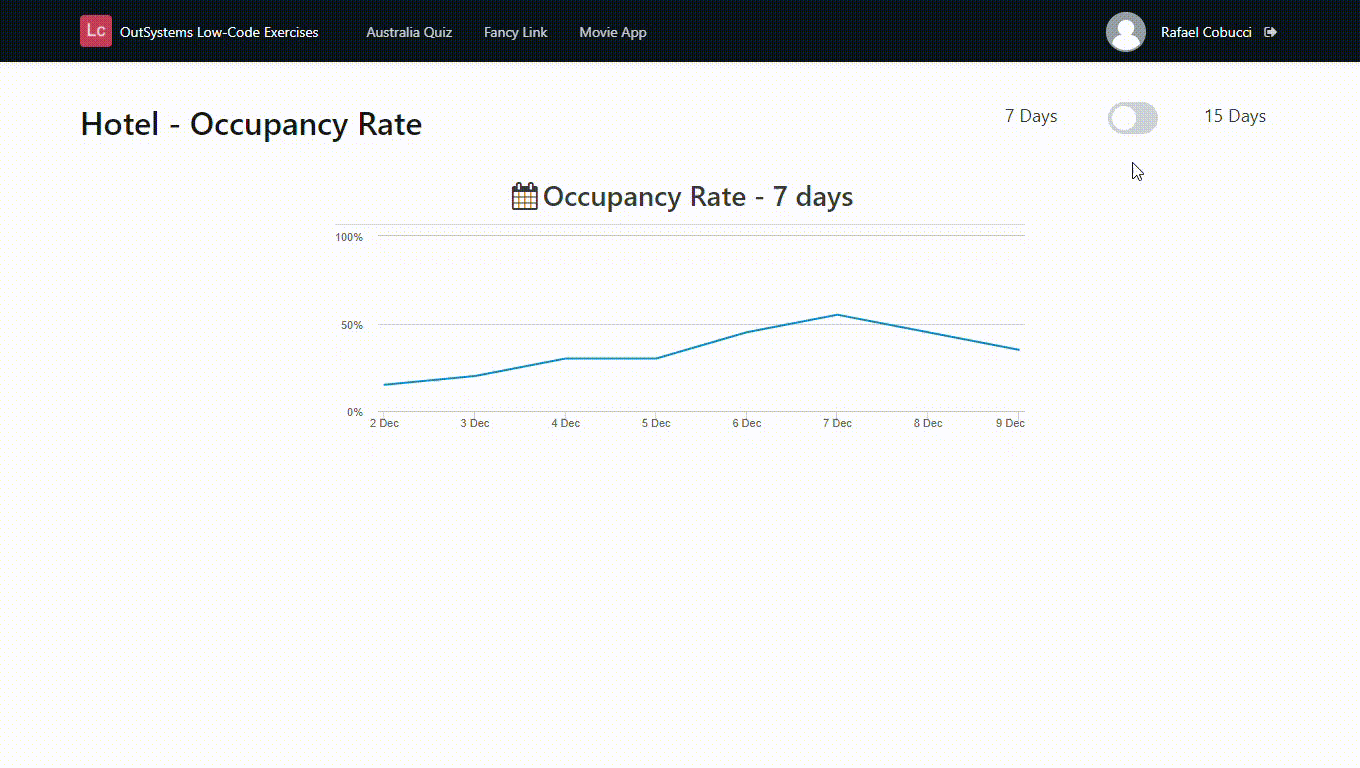 Lc OutSystems Low-Code Exercises Australia Quiz Fancy Link Movie App Rafael Cobucci
Hotel - Occupancy Rate 7 Days 15 Days
Occupancy Rate - 7 days
100%
50%
0%
2 Dec 3 Dec 4 Dec 5 Dec 6 Dec 7 Dec 8 Dec 9 Dec